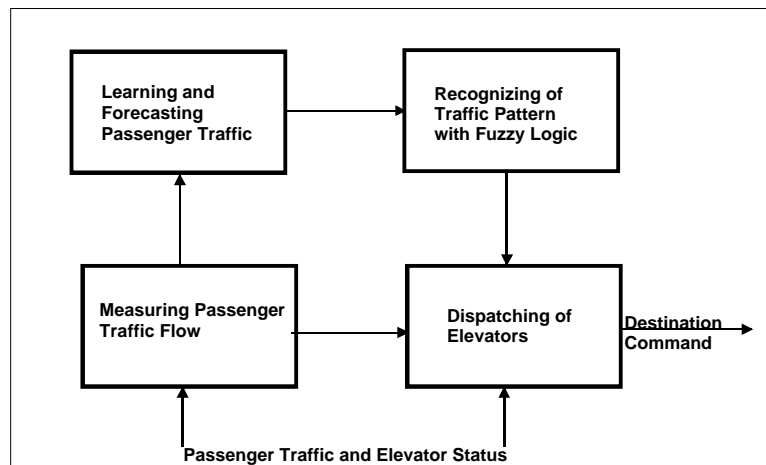 Learning and
Forecasting
Passenger Traffic
Recognizing of
Traffic Pattern
with Fuzzy Logic
Measuring Passenger
Traffic Flow
Dispatching of
Elevators
Destination
Command
Passenger Traffic and Elevator Status